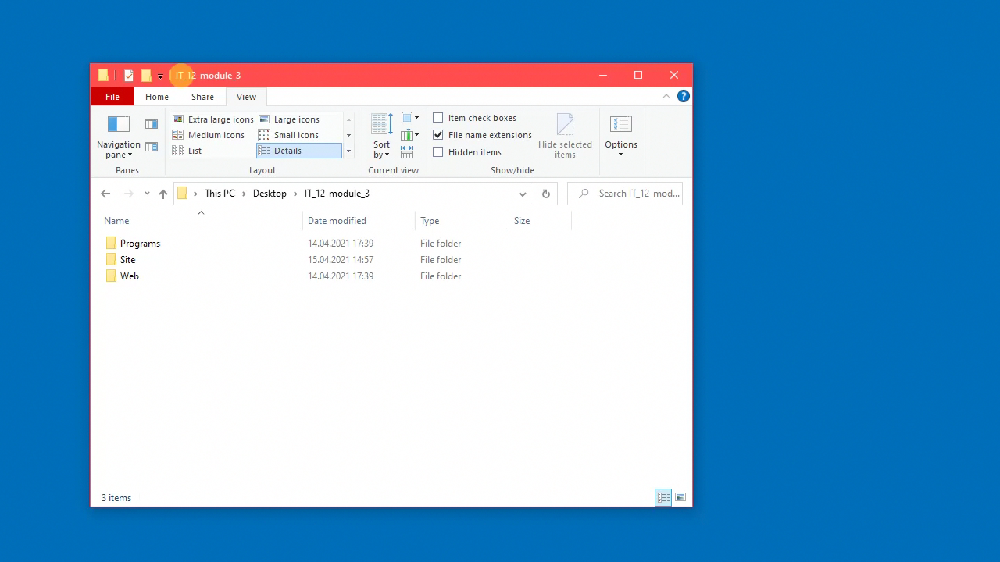 IT_12-module_3
File Home Share View
Extra large icons Large icons
Medium icons Small icons
List Details
Navigation pane
Panes
Layout
Sort by
Current view
Item check boxes
File name extensions
Hidden items
Hide selected items
Show/hide
Options
This PC Desktop IT_12-module_3
Search IT_12-mod...
Name Date modified Type Size
Programs 14.04.2021 17:39 File folder
Site 15.04.2021 14:57 File folder
Web 14.04.2021 17:39 File folder
3 items